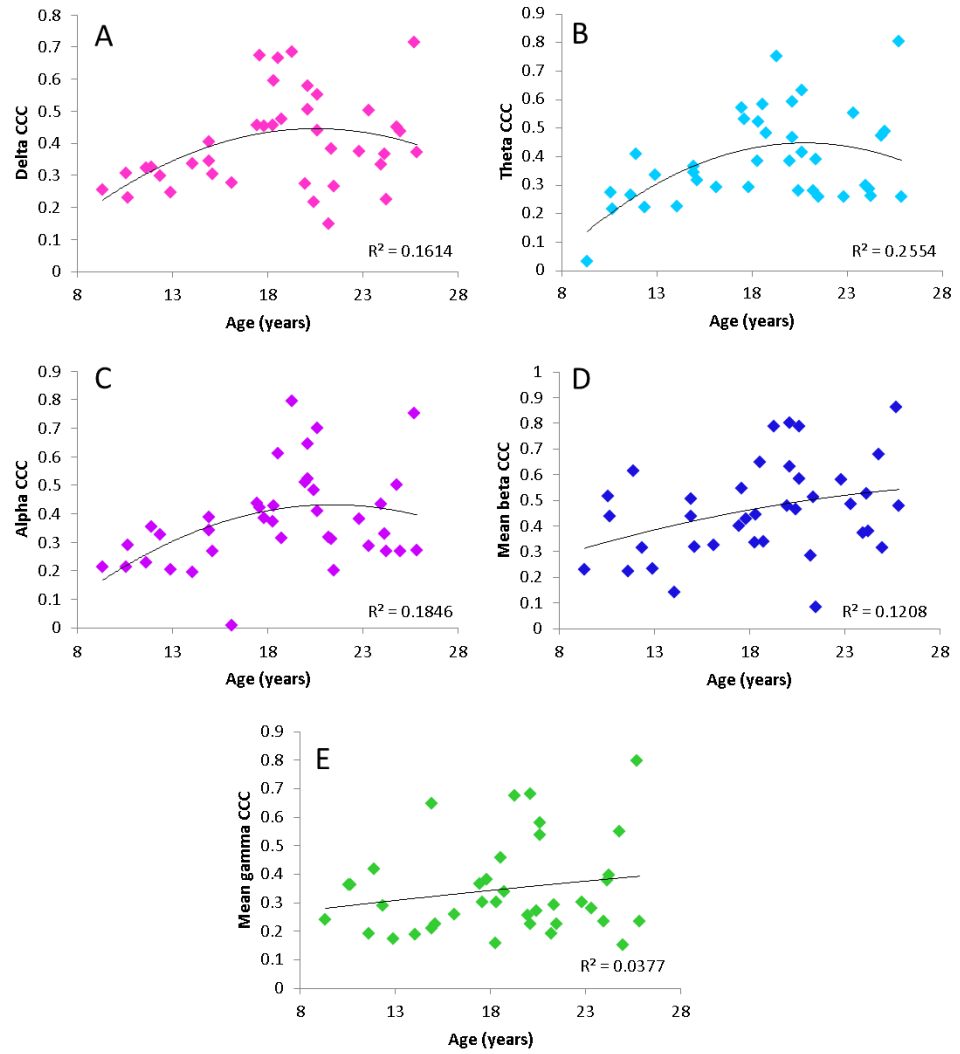 A
Delta CCC
0.8
0.7
0.6
0.5
0.4
0.3
0.2
0.1
0
R² = 0.1614
8 13 18 23 28
Age (years)
B
Theta CCC
0.9
0.8
0.7
0.6
0.5
0.4
0.3
0.2
0.1
0
R² = 0.2554
8 13 18 23 28
Age (years)
C
Alpha CCC
0.9
0.8
0.7
0.6
0.5
0.4
0.3
0.2
0.1
0
R² = 0.1846
8 13 18 23 28
Age (years)
D
Mean beta CCC
1
0.9
0.8
0.7
0.6
0.5
0.4
0.3
0.2
0.1
0
R² = 0.1208
8 13 18 23 28
Age (years)
E
Mean gamma CCC
0.9
0.8
0.7
0.6
0.5
0.4
0.3
0.2
0.1
0
R² = 0.0377
8 13 18 23 28
Age (years)